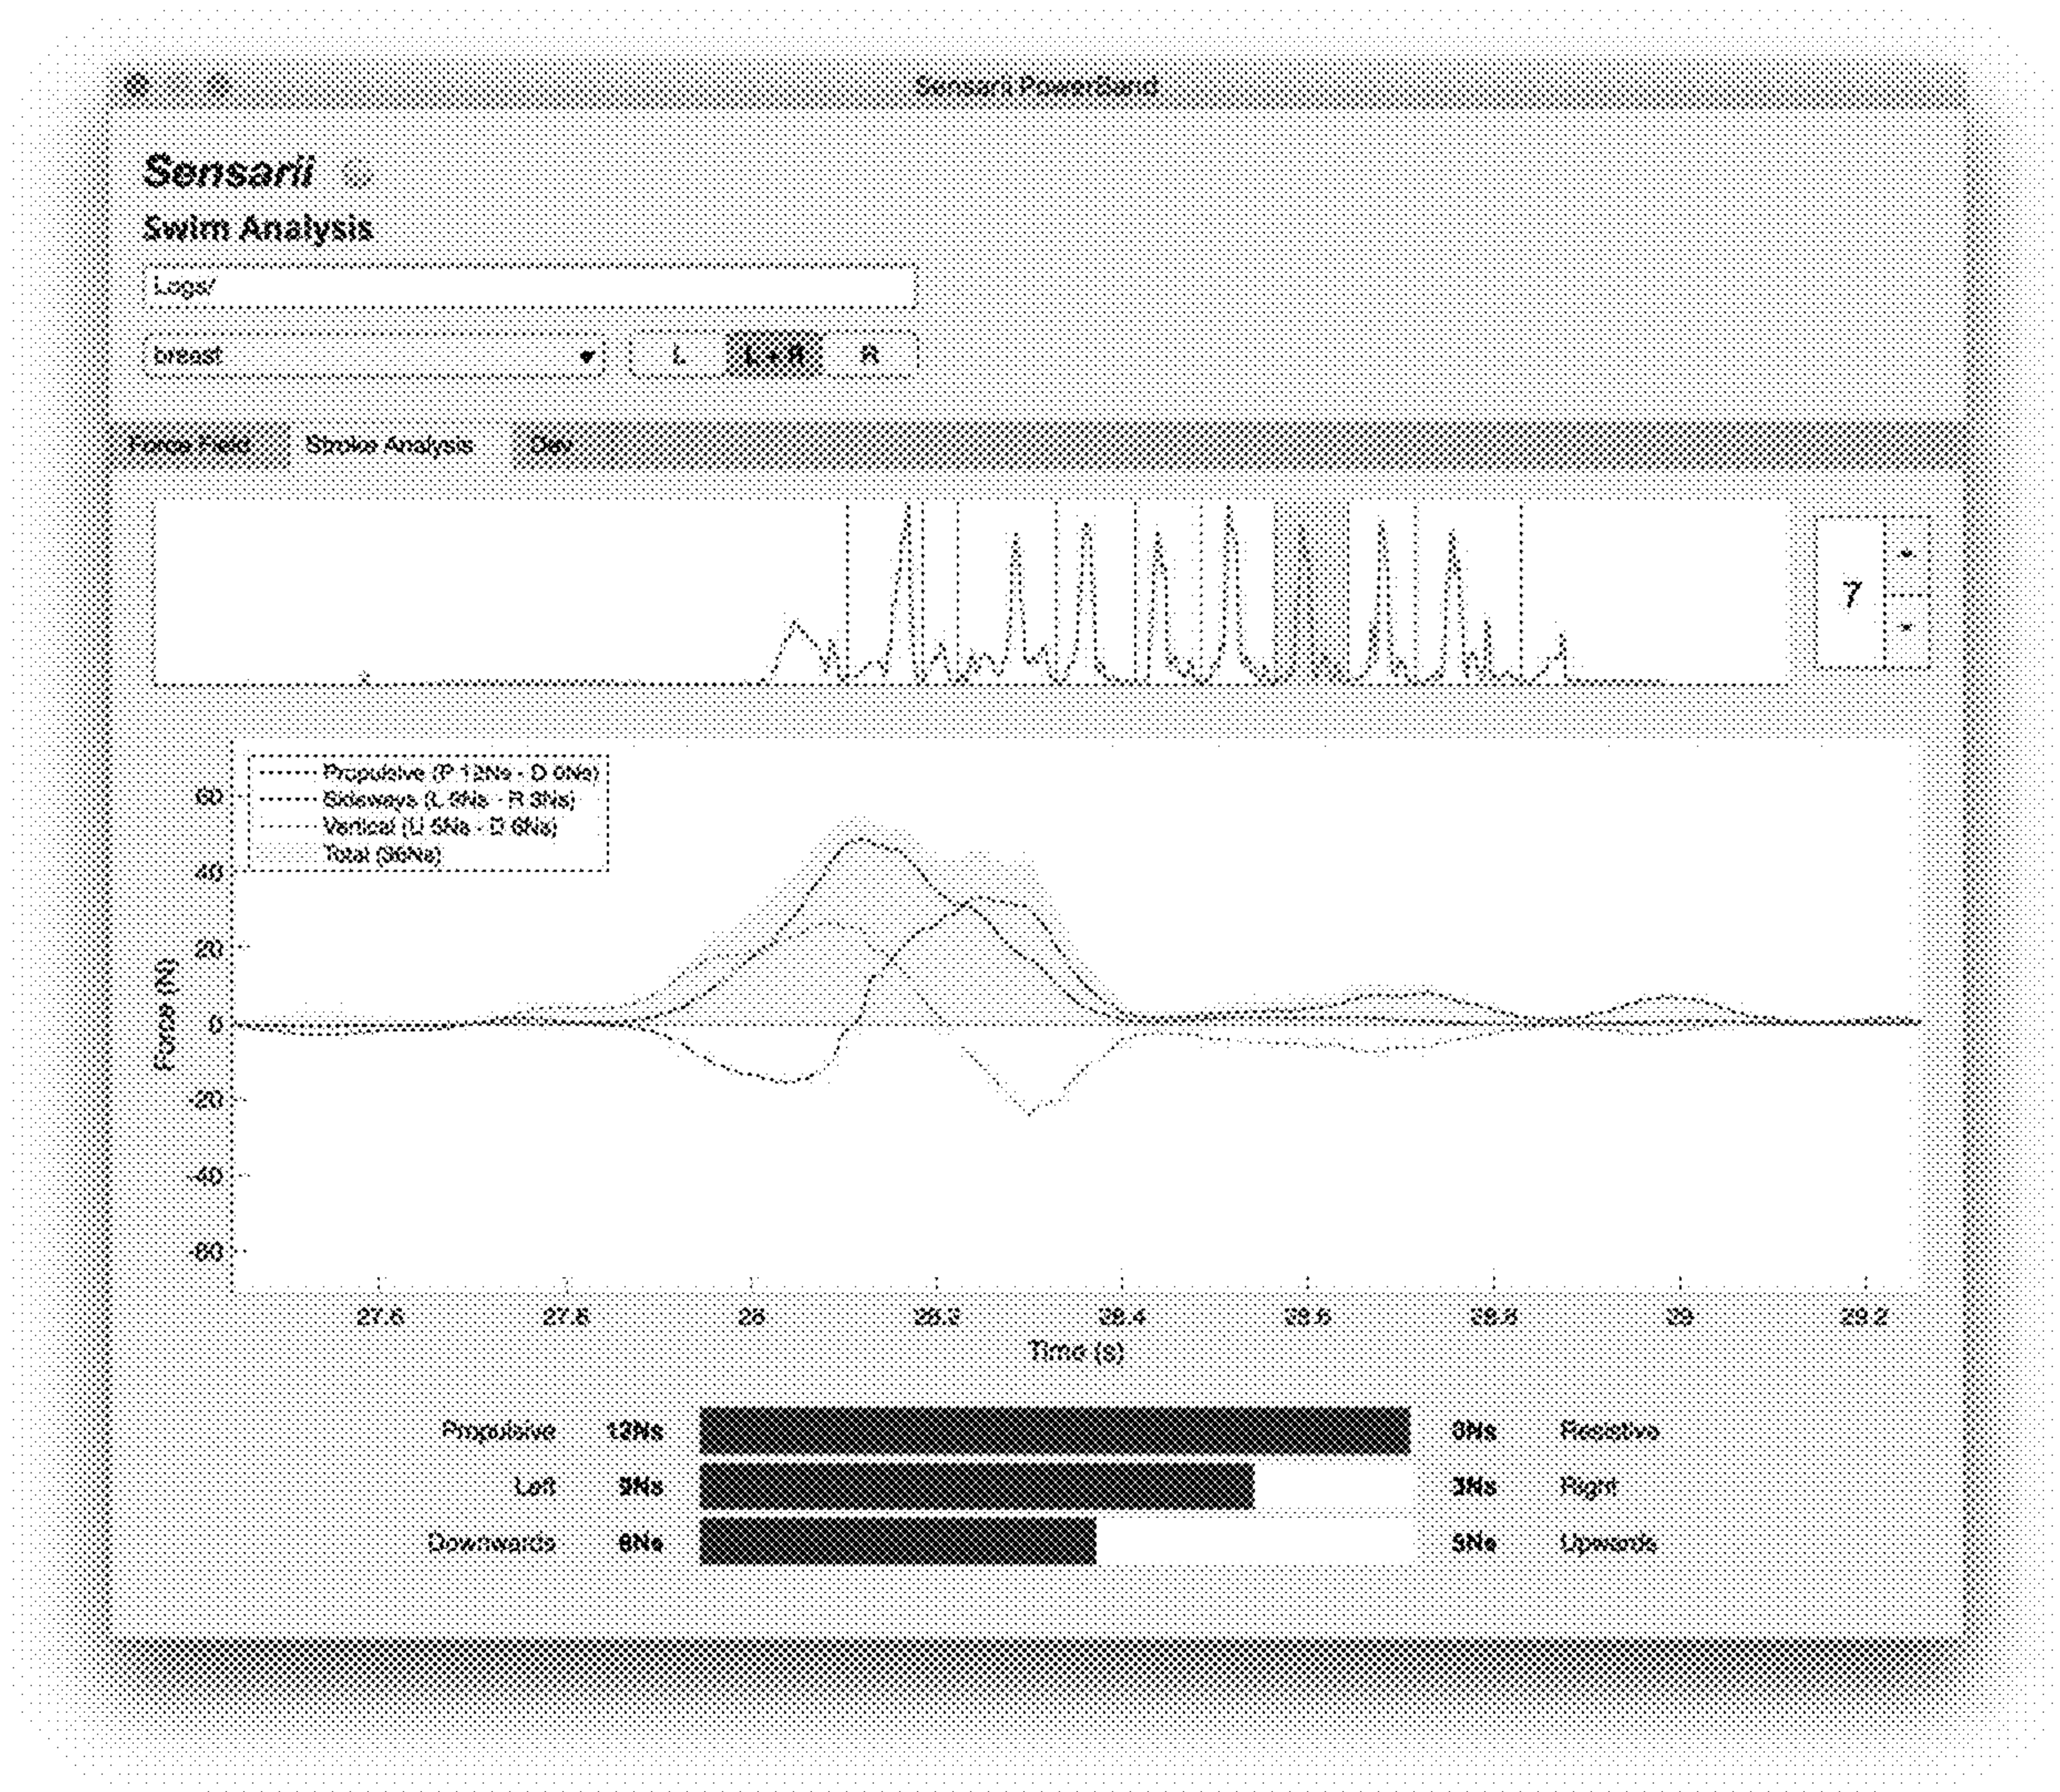 Sensarii PowerBand
Sensarii
Swim Analysis
Logs/
breast
L L + R R
Force Field Stroke Analysis Dev
7
Propulsive (P 12Ns - D 0Ns)
Sideways (L 9Ns - R 3Ns)
Vertical (U 5Ns - D 6Ns)
Total (36Ns)
60
40
20
0
-20
-40
-60
Force (N)
27.6 27.8 28 28.2 28.4 28.6 28.8 29 29.2
Time (s)
Propulsive 12Ns 0Ns Resistive
Left 9Ns 3Ns Right
Downwards 6Ns 5Ns Upwards